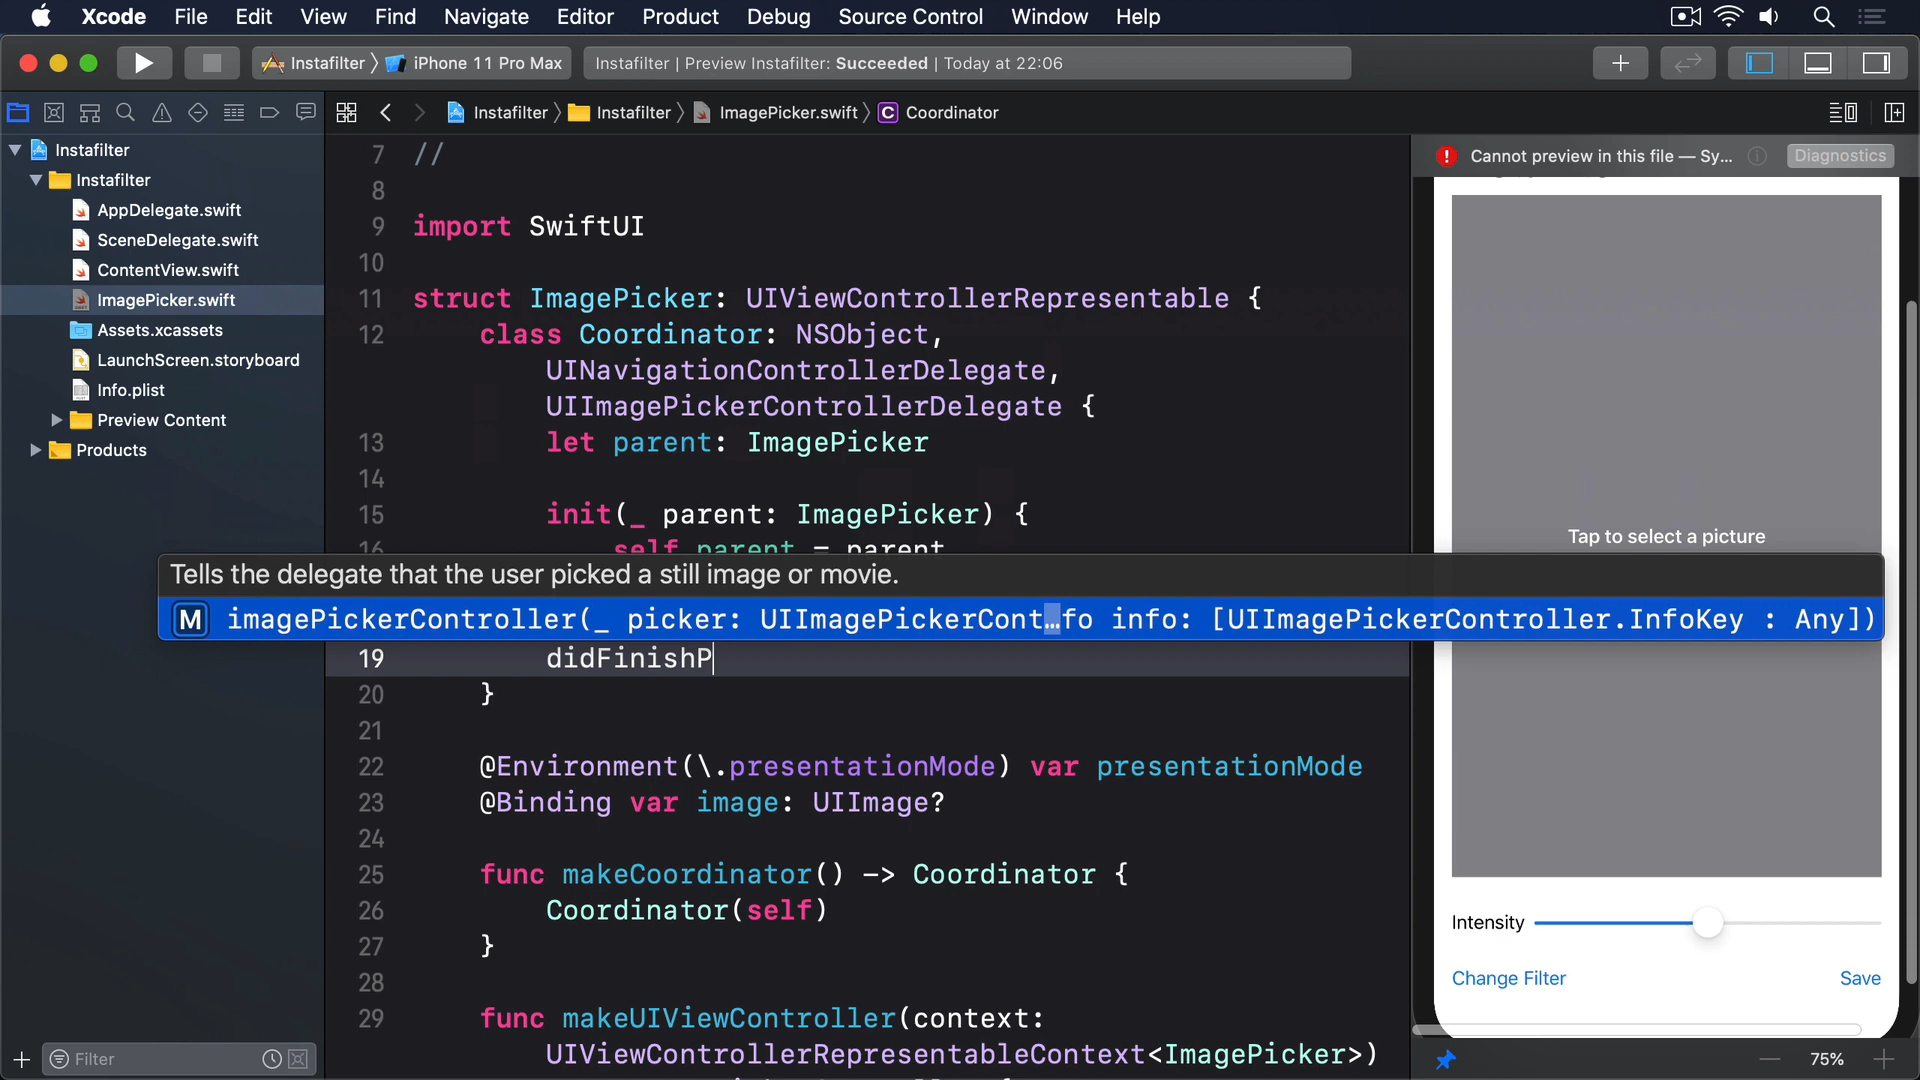 Xcode File Edit View Find Navigate Editor Product Debug Source Control Window Help
Instafilter iPhone 11 Pro Max
Instafilter | Preview Instafilter: Succeeded | Today at 22:06
Instafilter Instafilter ImagePicker.swift C Coordinator
Instafilter
Instafilter
AppDelegate.swift
SceneDelegate.swift
ContentView.swift
ImagePicker.swift
Assets.xcassets
LaunchScreen.storyboard
Info.plist
Preview Content
Products
Filter
7 //
8
9 import SwiftUI
10
11 struct ImagePicker: UIViewControllerRepresentable {
12 class Coordinator: NSObject,
UINavigationControllerDelegate,
UIImagePickerControllerDelegate {
13 let parent: ImagePicker
14
15 init(_ parent: ImagePicker) {
16 self.parent = parent
Tells the delegate that the user picked a still image or movie.
M imagePickerController(_ picker: UIImagePickerCont…fo info: [UIImagePickerController.InfoKey : Any])
19 didFinishP
20 }
21
22 @Environment(\.presentationMode) var presentationMode
23 @Binding var image: UIImage?
24
25 func makeCoordinator() -> Coordinator {
26 Coordinator(self)
27 }
28
29 func makeUIViewController(context:
UIViewControllerRepresentableContext<ImagePicker>)
Cannot preview in this file — Sy...
Diagnostics
Tap to select a picture
Intensity
Change Filter
Save
75%